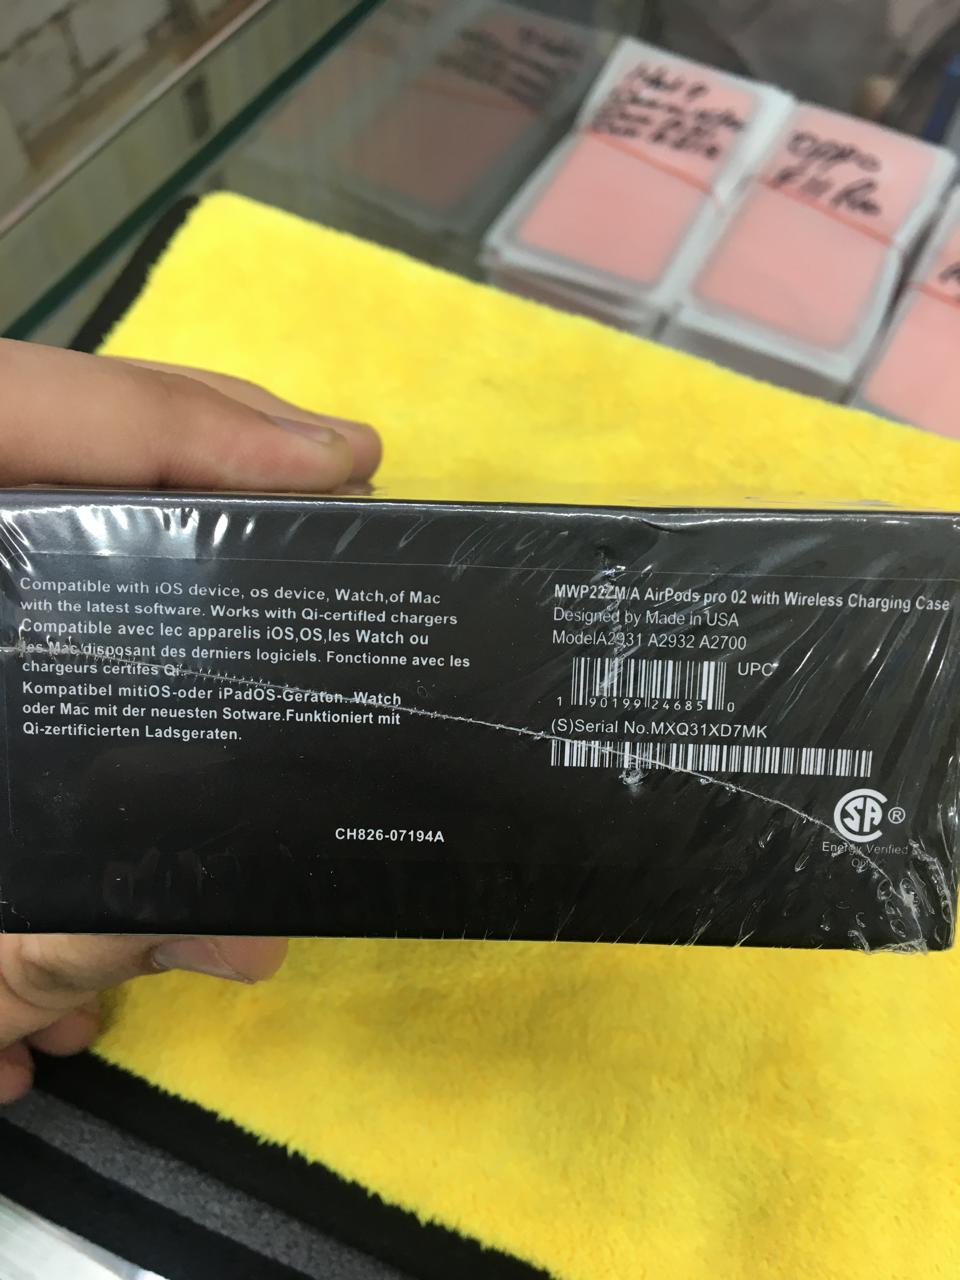 OPPO
Compatible with iOS device, os device, Watch,of Mac
with the latest software. Works with Qi-certifled chargers
Compatible avec lec apparelis iOS,OS,les Watch ou
les Mac disposant des derniers logiciels. Fonctionne avec les
chargeurs certifes Qi.
Kompatibel mitiOS-oder iPadOS-Geraton. Watch
oder Mac mit der neuesten Sotware.Funktioniert mit
Qi-zertificierten Ladsgeraten.
CH826-07194A
MWP22ZM/A AirPods pro 02 with Wireless Charging Case
Designed by Made in USA
ModelA2931 A2932 A2700
UPC
1 90199 24685 0
(S)Serial No.MXQ31XD7MK
SA ®
Energy Verified